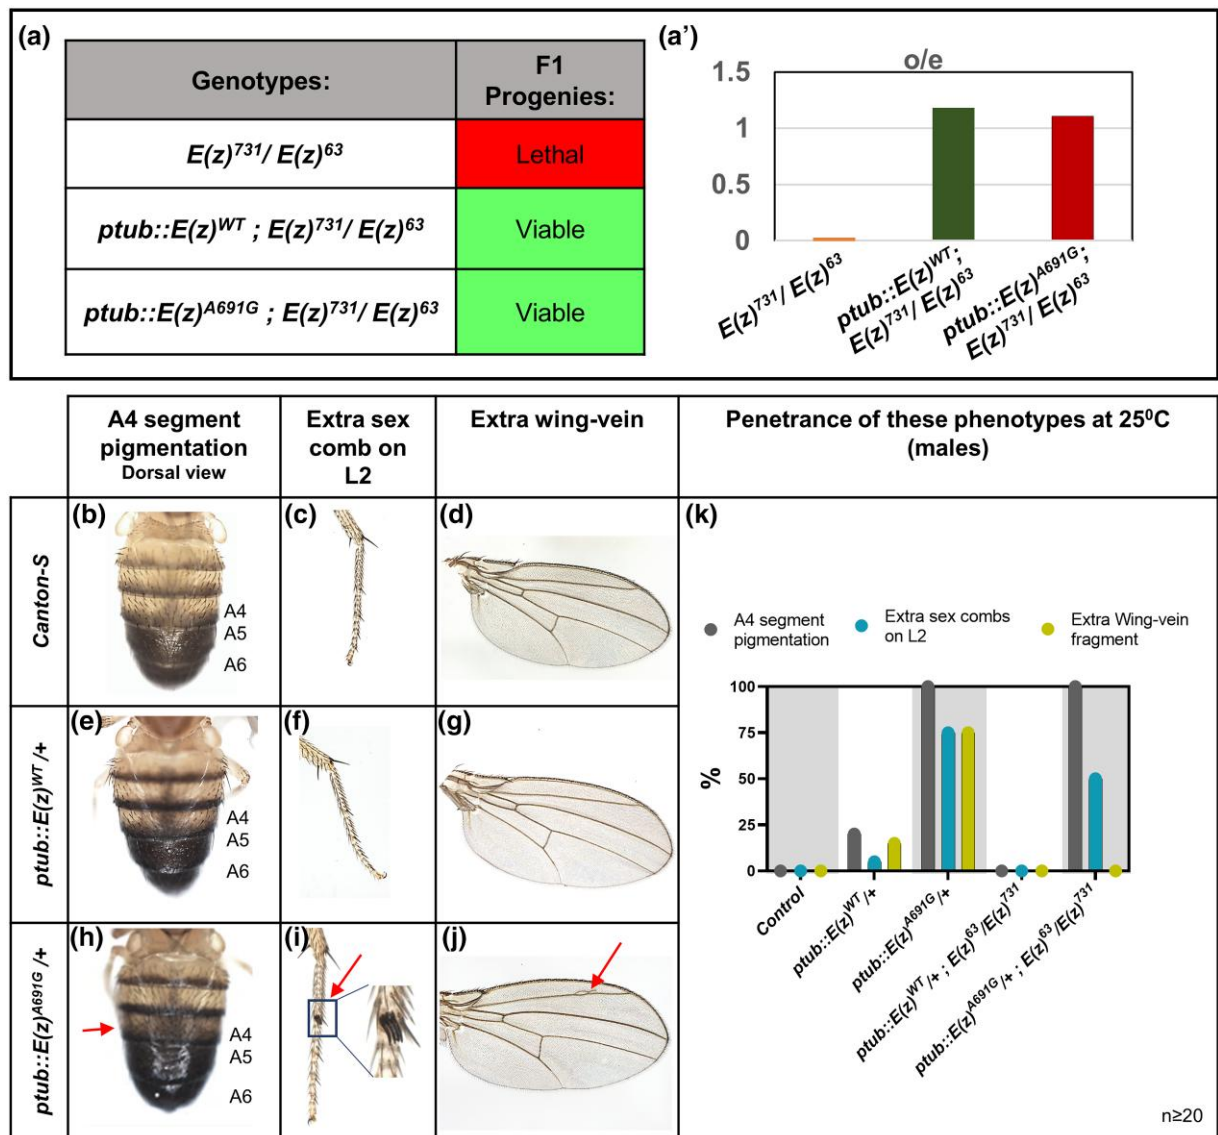 (a)
Genotypes:
F1
Progenies:
E(z)731/ E(z)63
Lethal
ptub::E(z)WT ; E(z)731/ E(z)63
Viable
ptub::E(z)A691G ; E(z)731/ E(z)63
Viable
(a')
o/e
1.5
1
0.5
0
E(z)731/ E(z)63
ptub::E(z)WT;
E(z)731/ E(z)63
ptub::E(z)A691G;
E(z)731/ E(z)63
A4 segment
pigmentation
Dorsal view
Extra sex
comb on
L2
Extra wing-vein
Penetrance of these phenotypes at 25⁰C
(males)
Canton-S
(b)
A4
A5
A6
(c)
(d)
ptub::E(z)WT/+
(e)
A4
A5
A6
(f)
(g)
ptub::E(z)A691G/+
(h)
A4
A5
A6
(i)
(j)
(k)
A4 segment
pigmentation
Extra sex combs
on L2
Extra Wing-vein
fragment
%
100
75
50
25
0
Control
ptub::E(z)WT/+
ptub::E(z)A691G/+
ptub::E(z)WT/+ ; E(z)63/E(z)731
ptub::E(z)A691G/+ ; E(z)63/E(z)731
n≥20